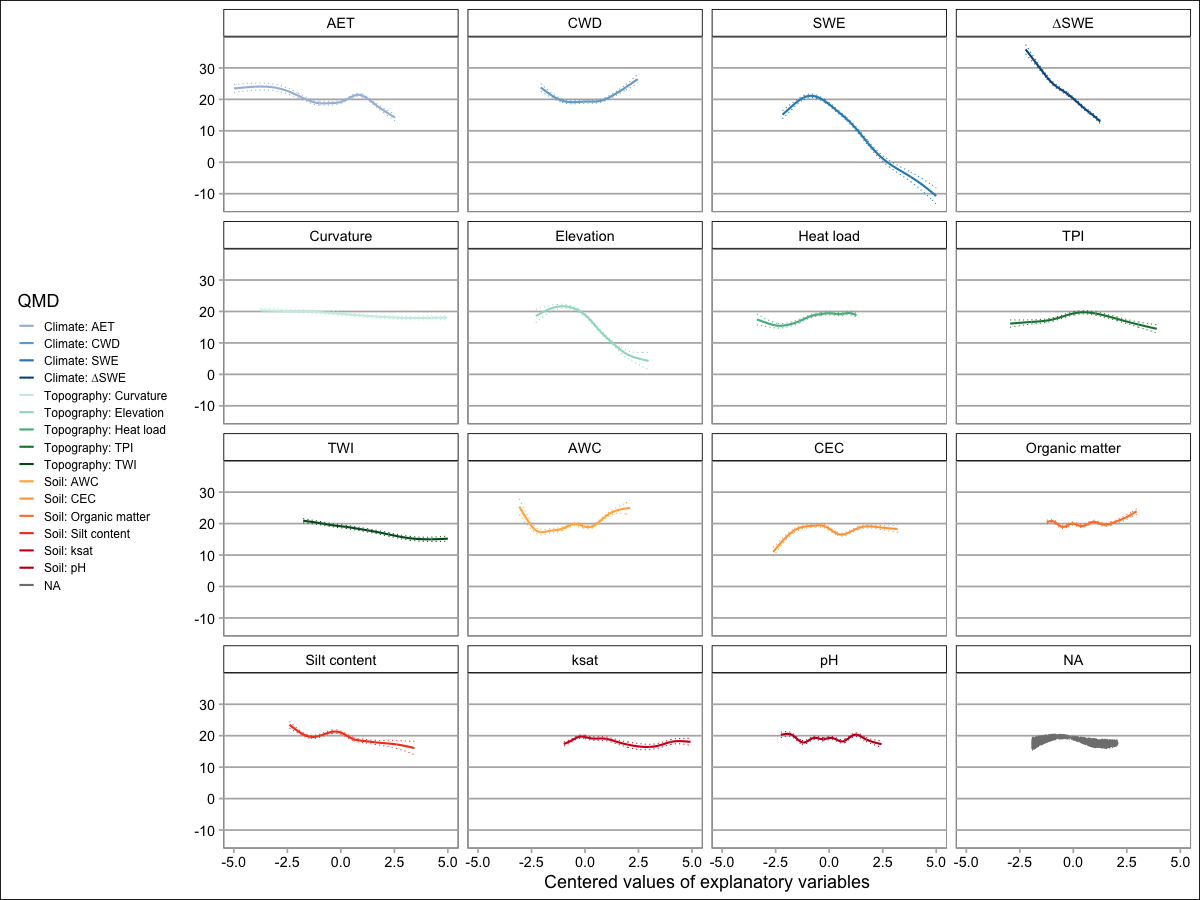 AET CWD SWE ΔSWE
30
20
10
0
-10
Curvature Elevation Heat load TPI
30
20
10
0
-10
QMD
Climate: AET
Climate: CWD
Climate: SWE
Climate: ΔSWE
Topography: Curvature
Topography: Elevation
Topography: Heat load
Topography: TPI
Topography: TWI
Soil: AWC
Soil: CEC
Soil: Organic matter
Soil: Silt content
Soil: ksat
Soil: pH
NA
TWI AWC CEC Organic matter
30
20
10
0
-10
Silt content ksat pH NA
30
20
10
0
-10
-5.0 -2.5 0.0 2.5 5.0 -5.0 -2.5 0.0 2.5 5.0 -5.0 -2.5 0.0 2.5 5.0 -5.0 -2.5 0.0 2.5 5.0
Centered values of explanatory variables